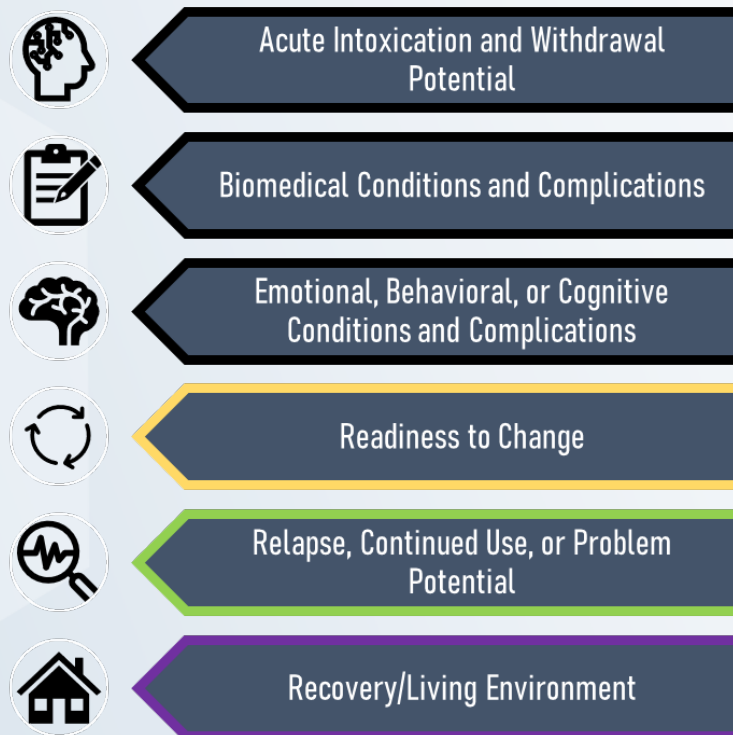 Acute Intoxication and Withdrawal
Potential
Biomedical Conditions and Complications
Emotional, Behavioral, or Cognitive
Conditions and Complications
Readiness to Change
Relapse, Continued Use, or Problem
Potential
Recovery/Living Environment